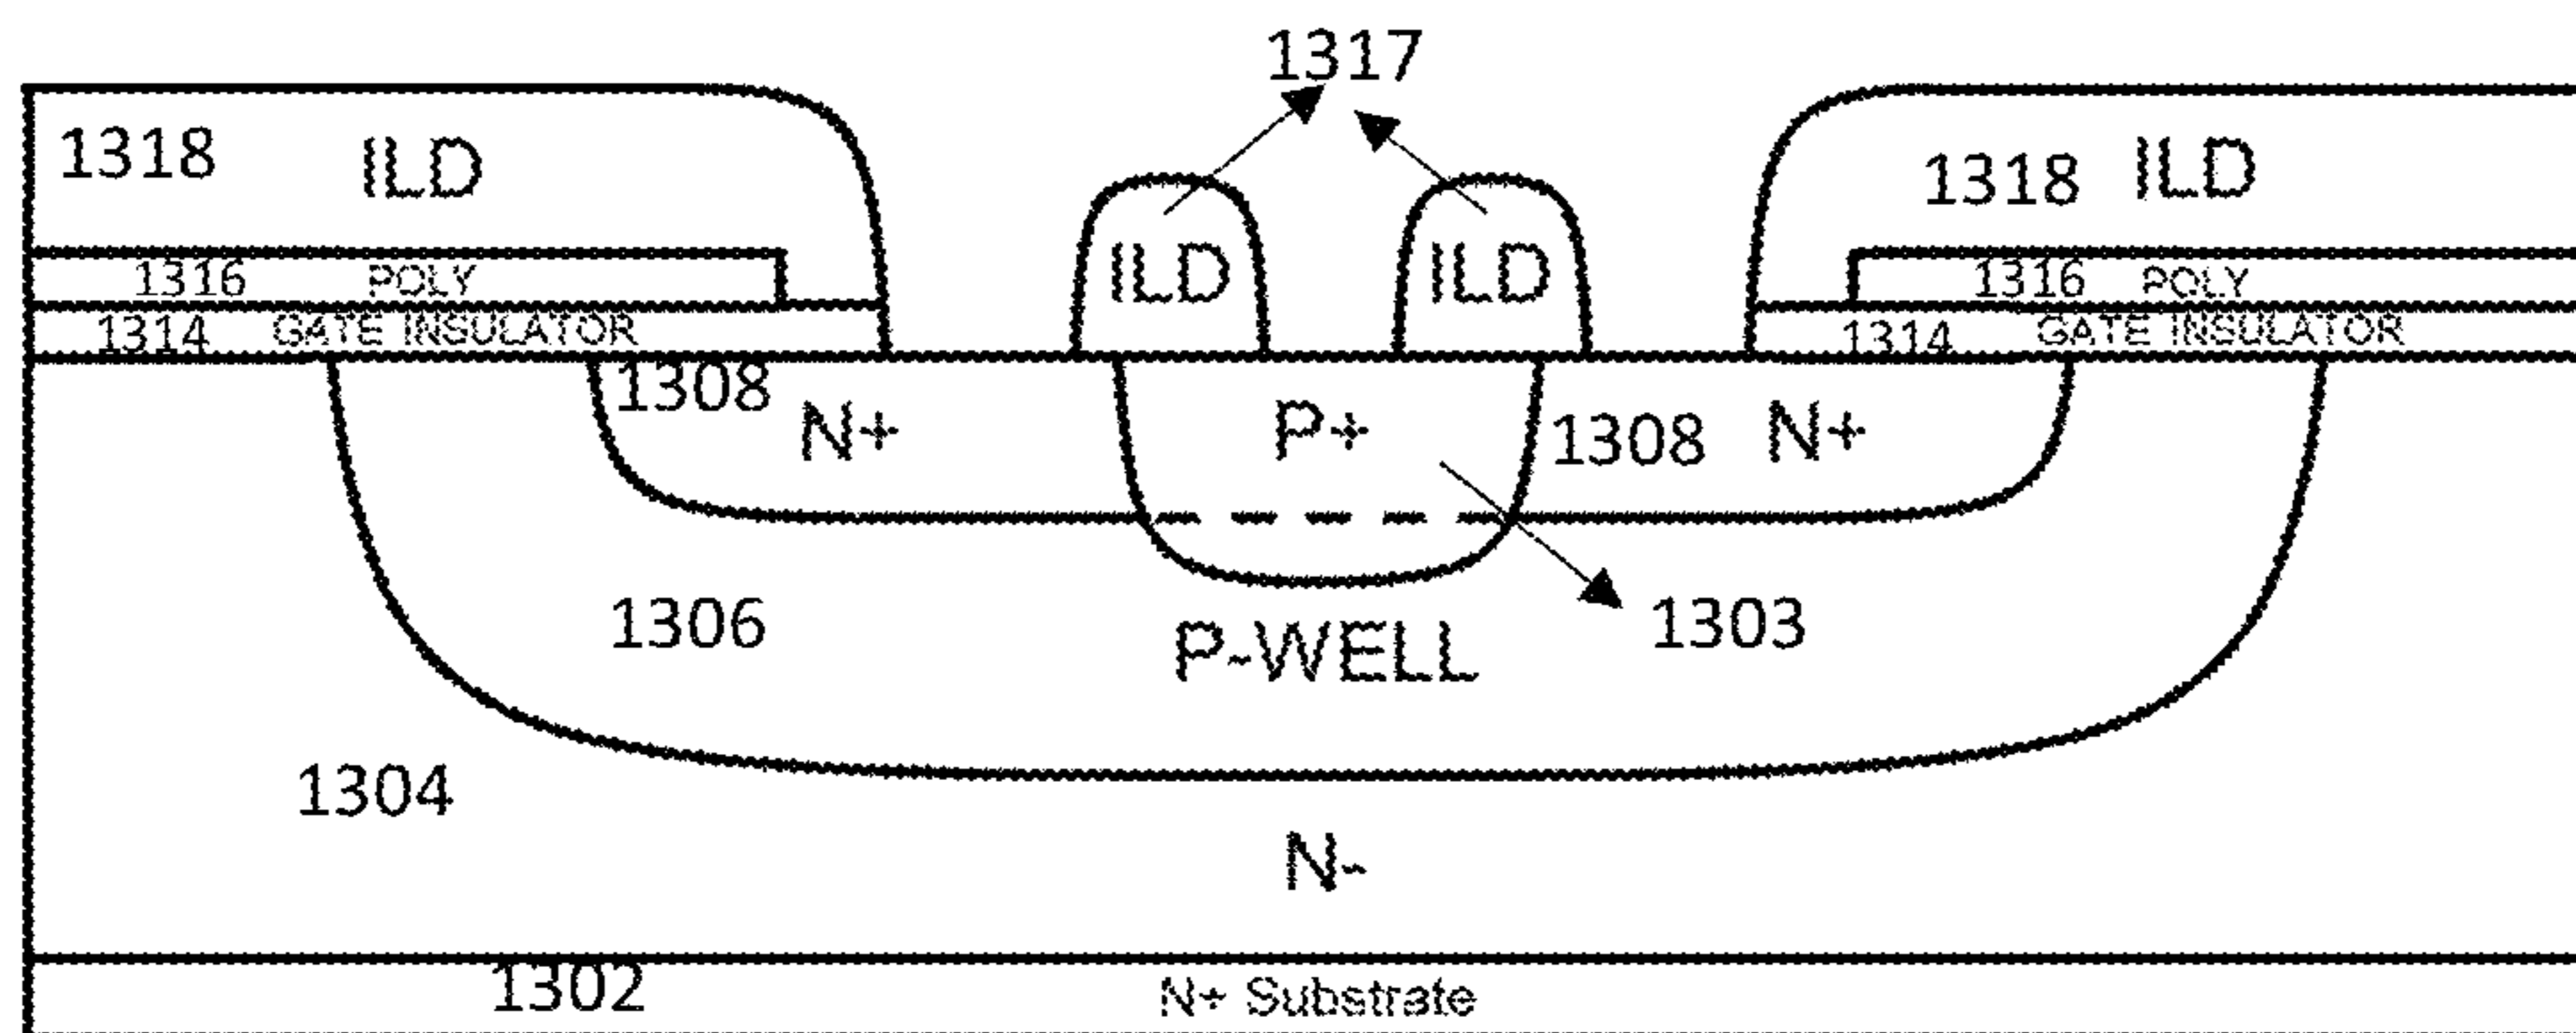 1317
1318 ILD
1318 ILD
ILD
ILD
1316 POLY
1316 POLY
1314 GATE INSULATOR
1314 GATE INSULATOR
1308 N+
P+
1308 N+
1306
1303
P-WELL
1304
N-
1302
N+ Substrate